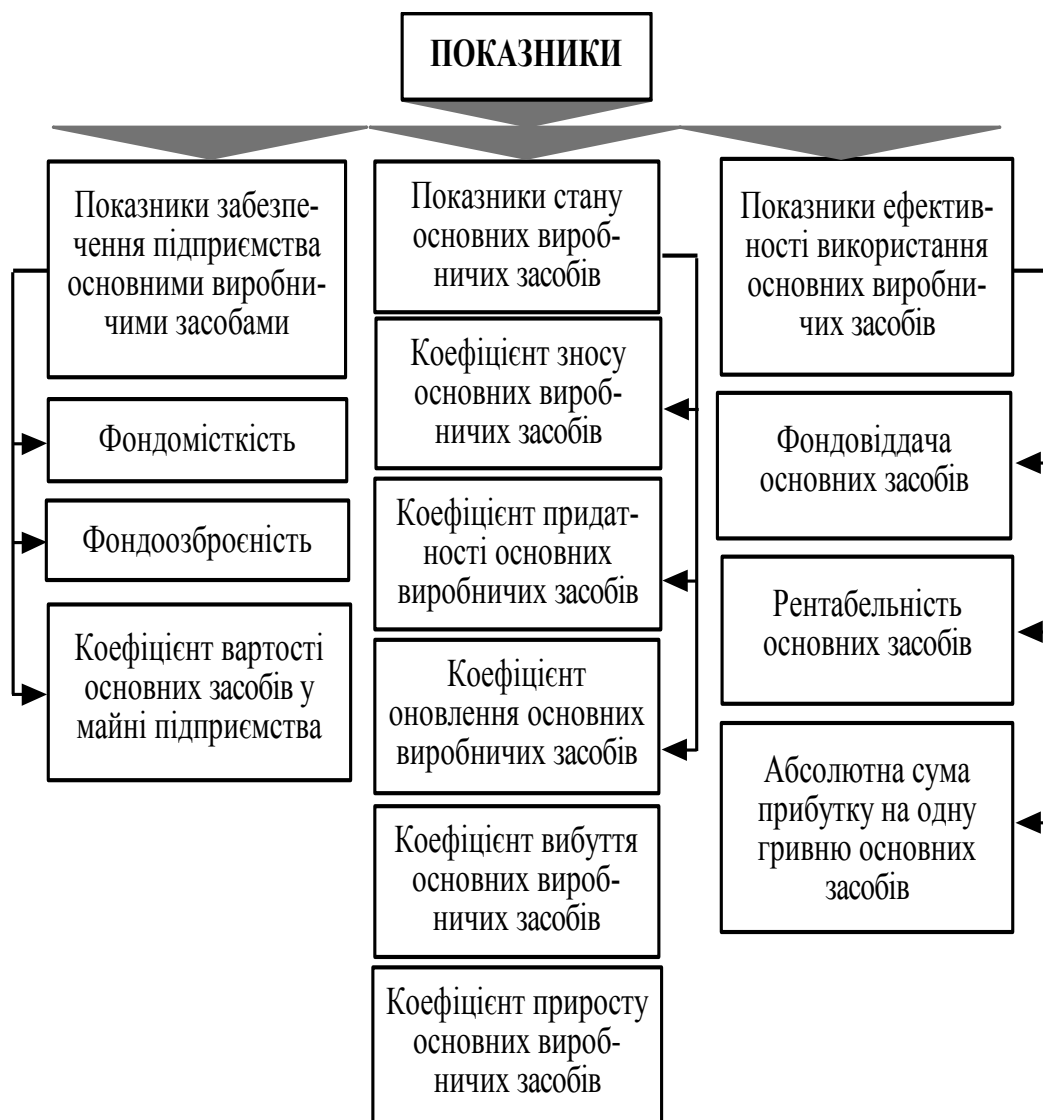 ПОКАЗНИКИ
Показники забезпе-
чення підприємства
основними виробни-
чими засобами
Фондомісткість
Фондоозброєність
Коефіцієнт вартості
основних засобів у
майні підприємства
Показники стану
основних вироб-
ничих засобів
Коефіцієнт зносу
основних вироб-
ничих засобів
Коефіцієнт придат-
ності основних
виробничих засобів
Коефіцієнт
оновлення основних
виробничих засобів
Коефіцієнт вибуття
основних вироб-
ничих засобів
Коефіцієнт приросту
основних вироб-
ничих засобів
Показники ефектив-
ності використання
основних виробни-
чих засобів
Фондовіддача
основних засобів
Рентабельність
основних засобів
Абсолютна сума
прибутку на одну
гривню основних
засобів